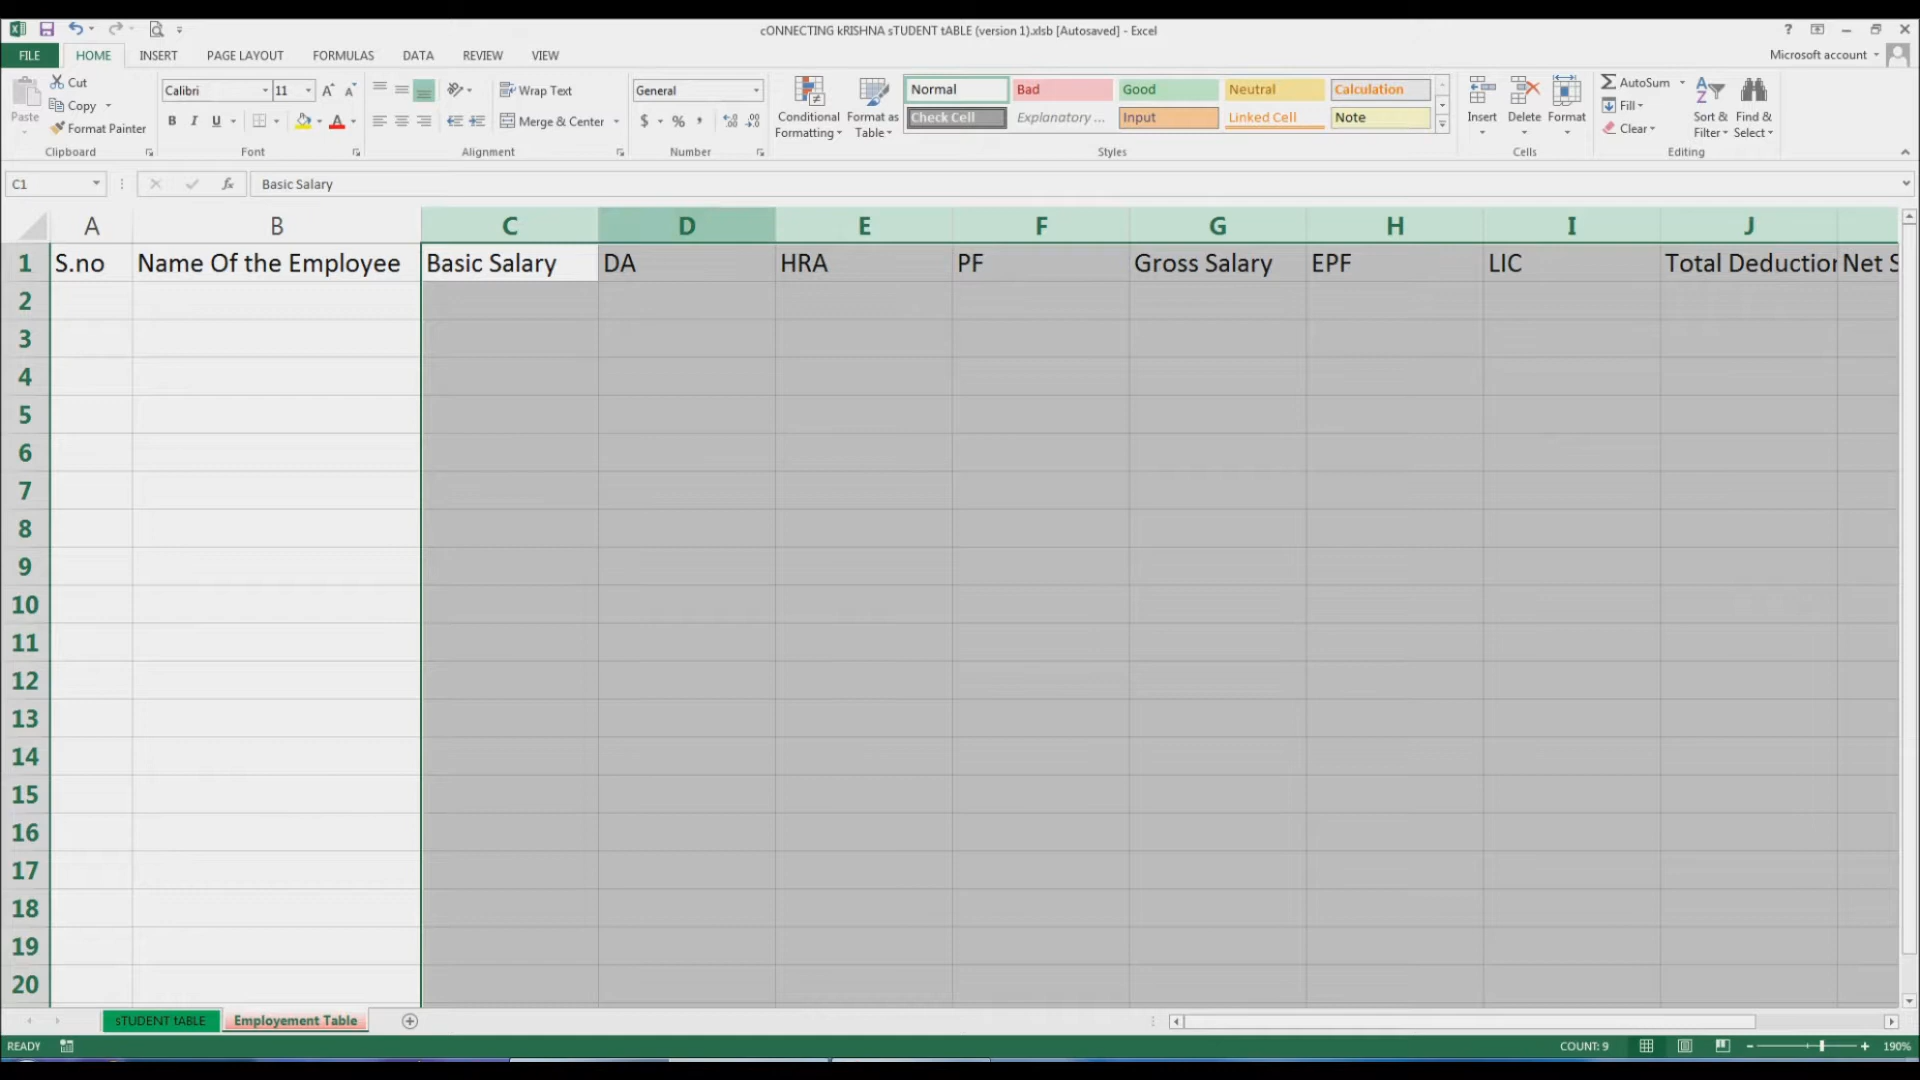 cONNECTING kRISHNA sTUDENT tABLE (version 1).xlsb [Autosaved] - Excel
FILE HOME INSERT PAGE LAYOUT FORMULAS DATA REVIEW VIEW Microsoft account
Cut
Copy
Format Painter
Paste
Clipboard
Calibri 11
B I U
Font
Wrap Text
Merge & Center
Alignment
General
$ % ,
Number
Conditional Formatting
Format as Table
Normal Bad Good Neutral Calculation
Check Cell Explanatory ... Input Linked Cell Note
Styles
Insert Delete Format
Cells
AutoSum
Fill
Clear
Sort & Filter
Find & Select
Editing
C1 fx Basic Salary
A B C D E F G H I J
1 S.no Name Of the Employee Basic Salary DA HRA PF Gross Salary EPF LIC Total Deduction Net S
2
3
4
5
6
7
8
9
10
11
12
13
14
15
16
17
18
19
20
sTUDENT tABLE Employement Table
READY COUNT: 9 190%